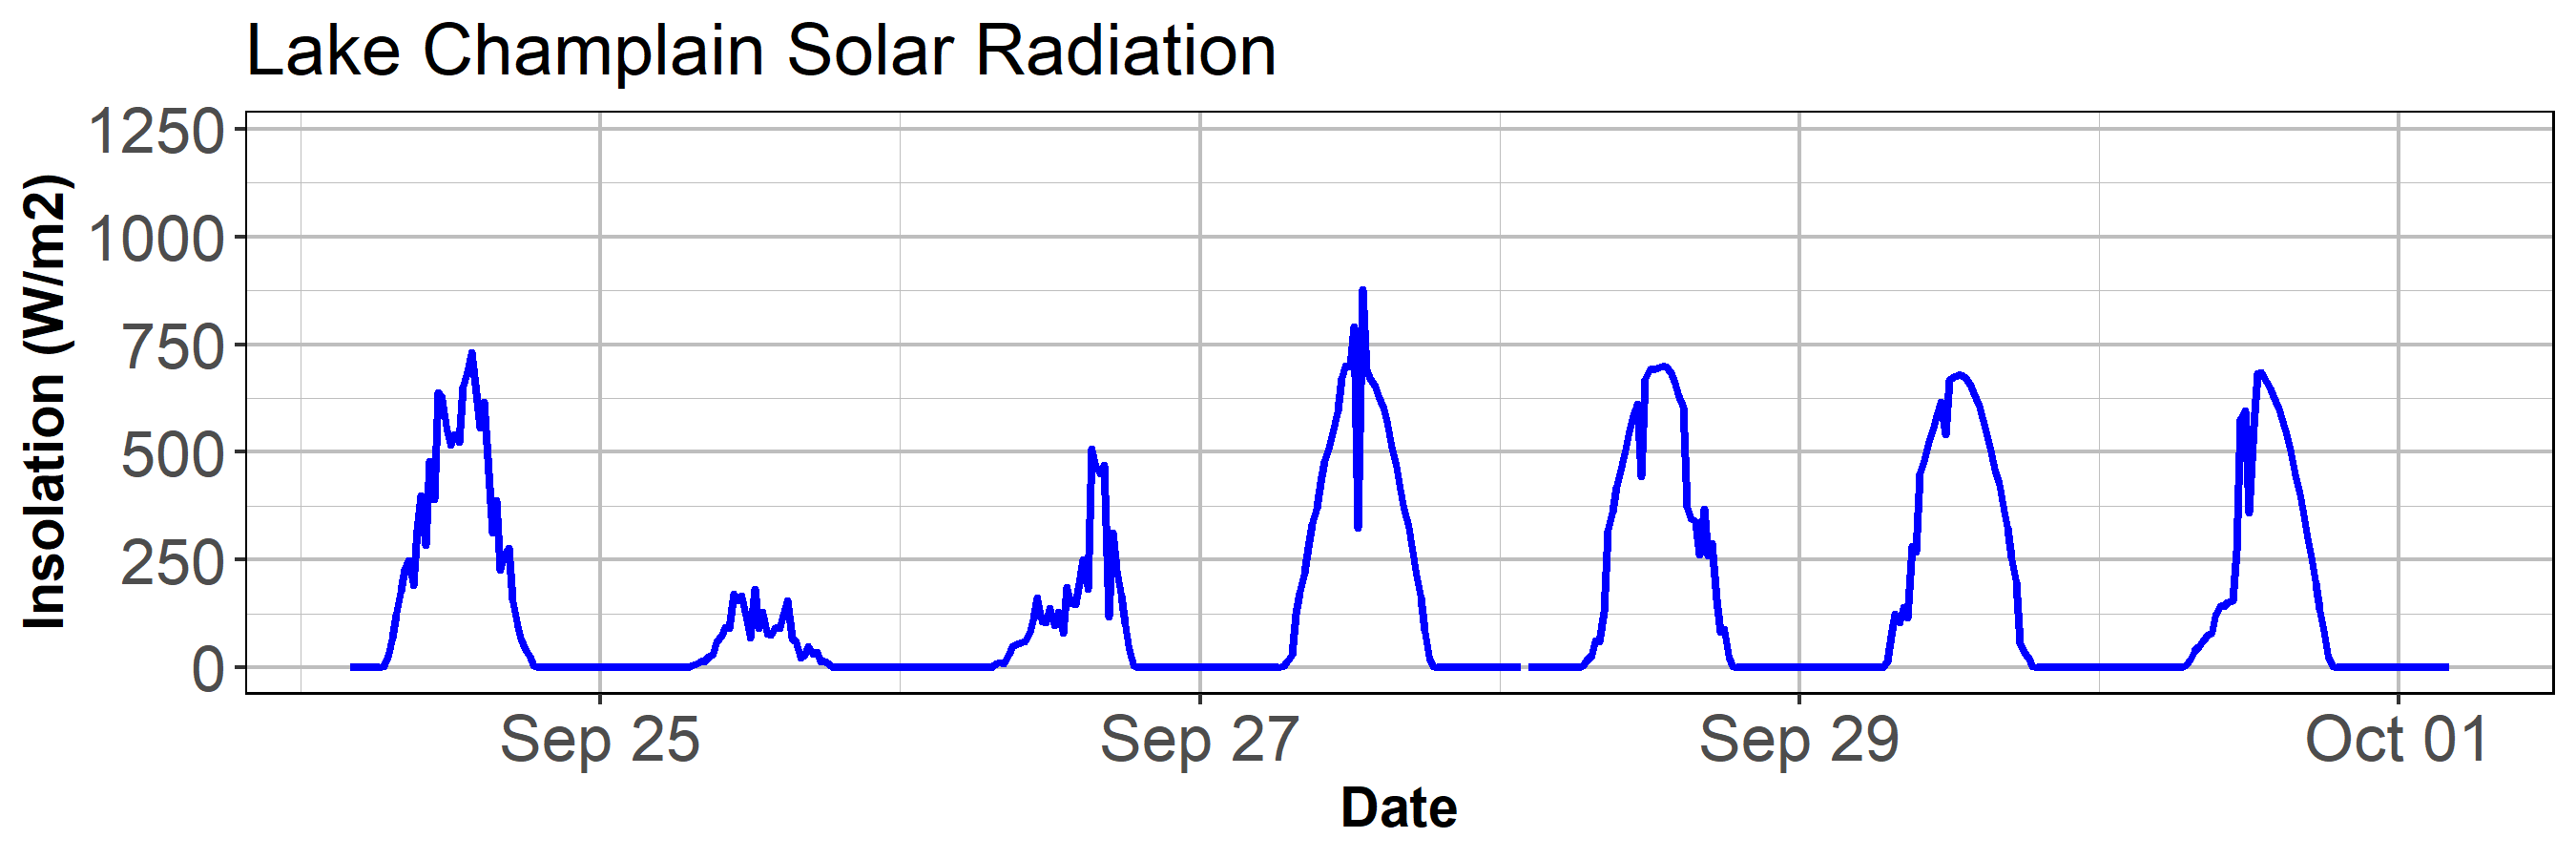 Lake Champlain Solar Radiation
Insolation (W/m2)
1250
1000
750
500
250
0
Sep 25 Sep 27 Sep 29 Oct 01
Date